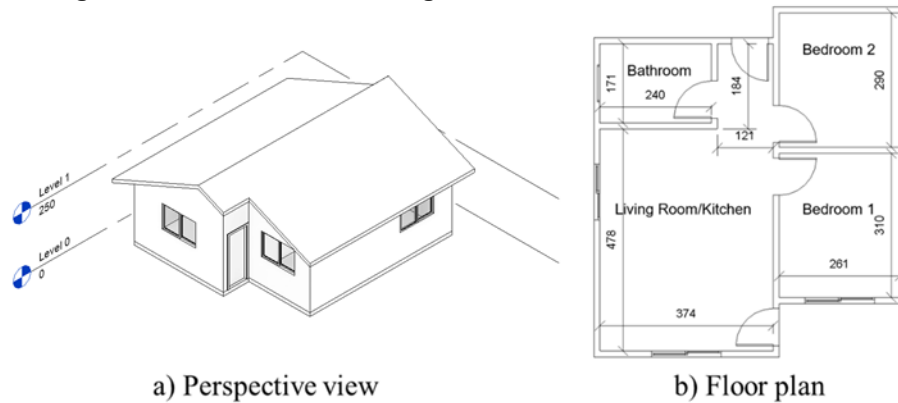 Level 1
250
Level 0
0
a) Perspective view
Bathroom
171
240
184
121
Bedroom 2
290
Living Room/Kitchen
478
374
Bedroom 1
310
261
b) Floor plan